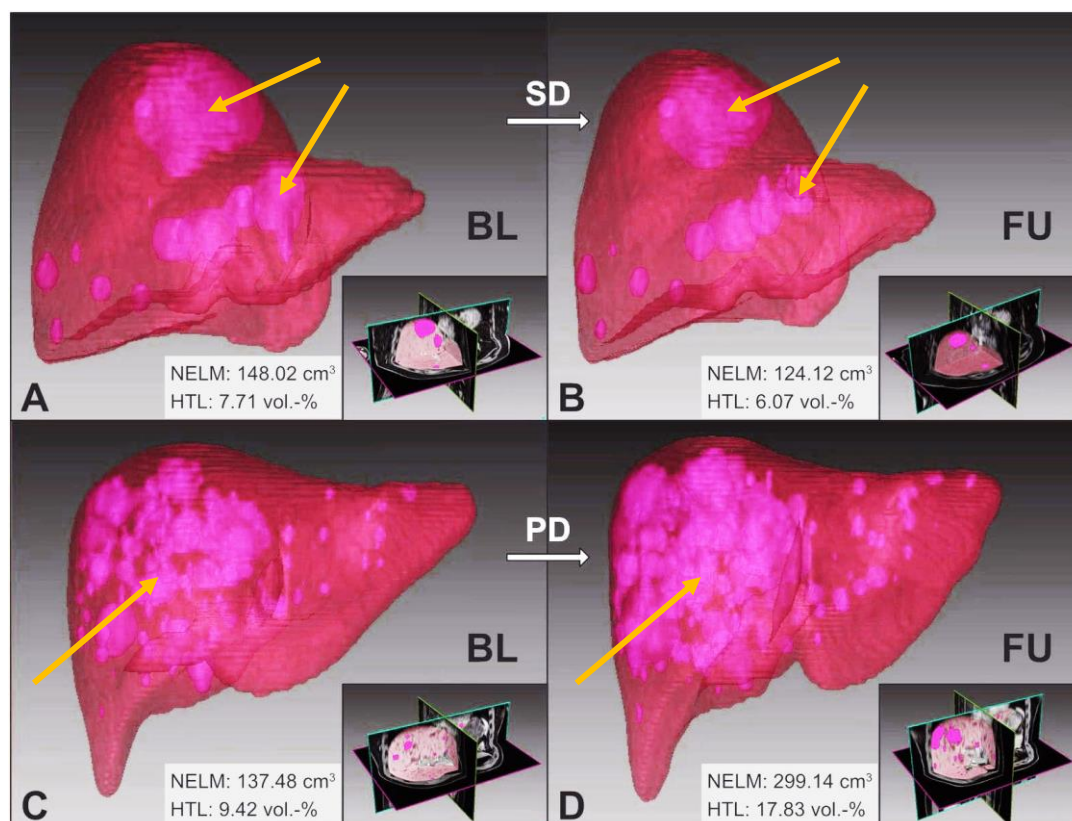 SD
BL
FU
NELM: 148.02 cm³
HTL: 7.71 vol.-%
A
NELM: 124.12 cm³
HTL: 6.07 vol.-%
B
PD
BL
FU
NELM: 137.48 cm³
HTL: 9.42 vol.-%
C
NELM: 299.14 cm³
HTL: 17.83 vol.-%
D